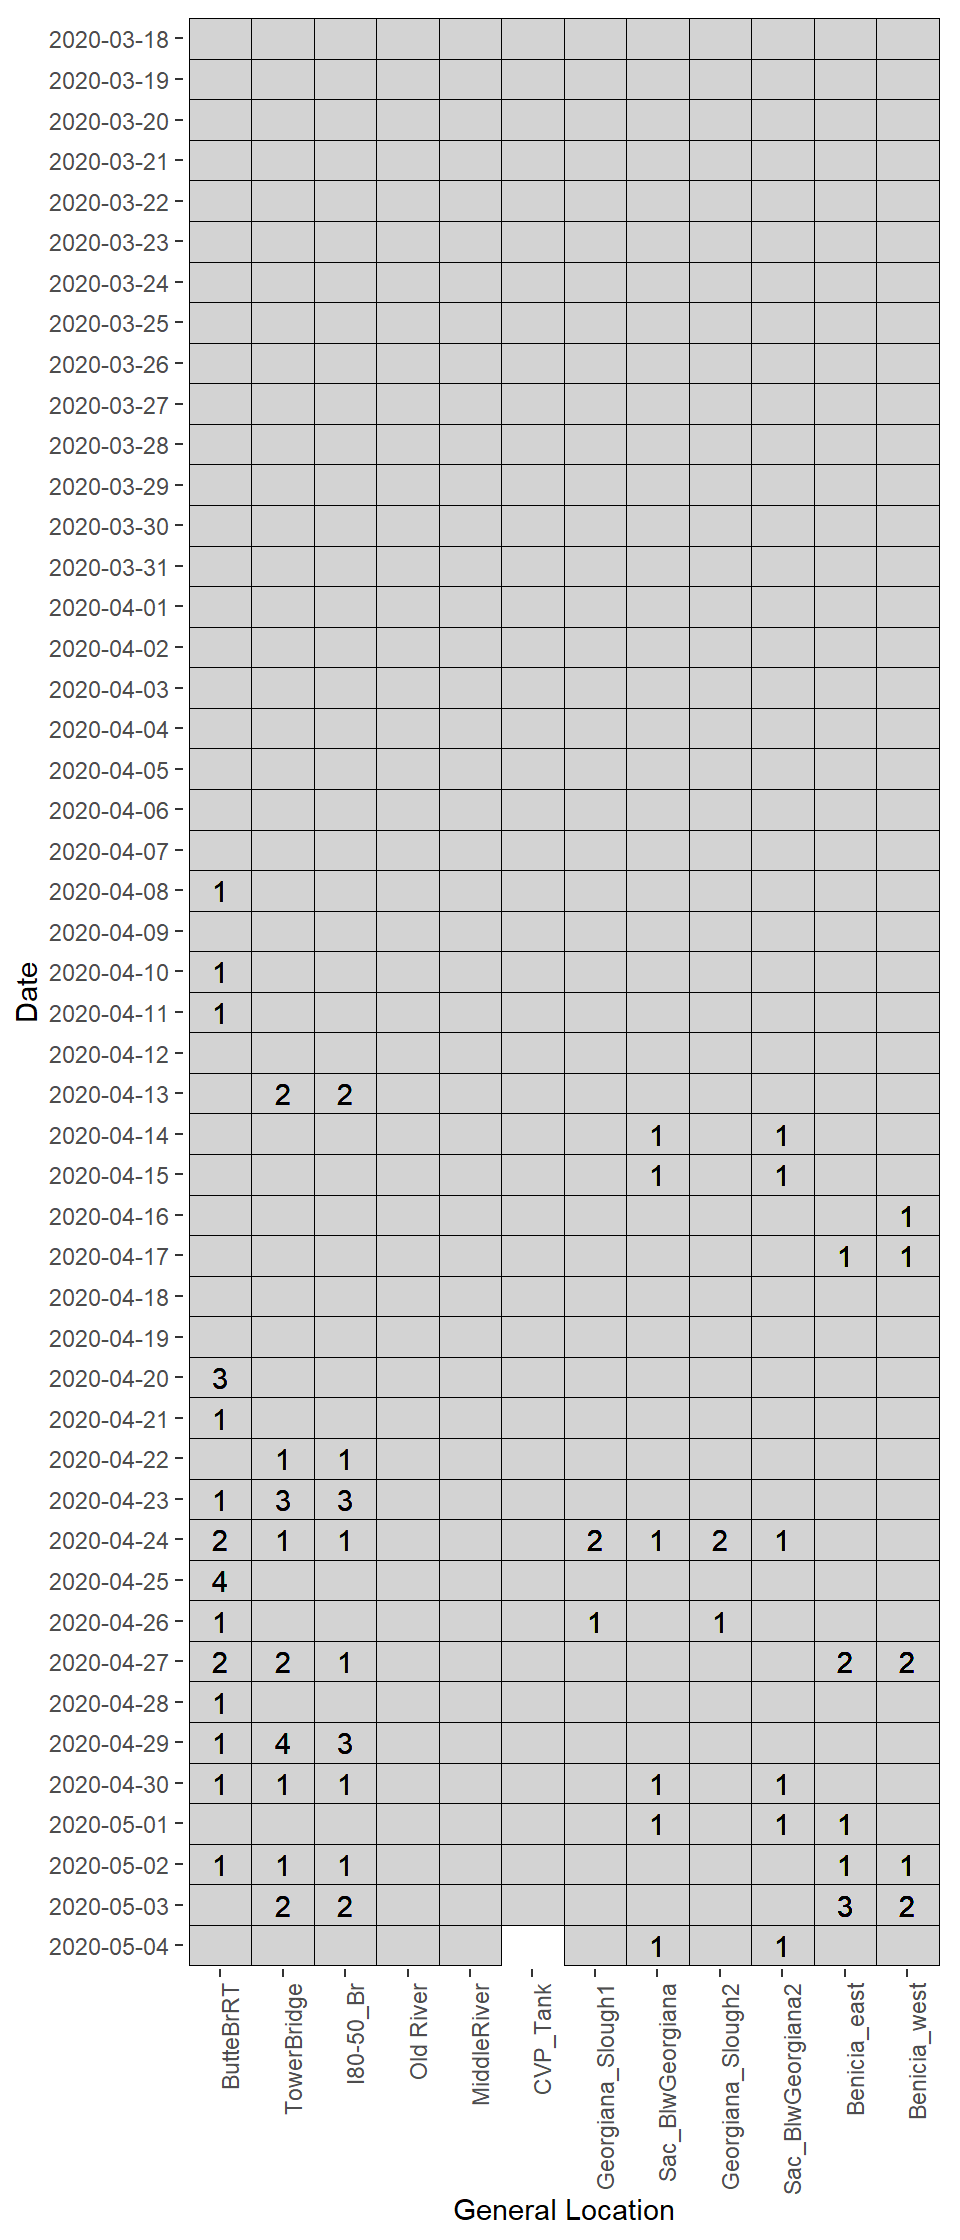 2020-03-18
2020-03-19
2020-03-20
2020-03-21
2020-03-22
2020-03-23
2020-03-24
2020-03-25
2020-03-26
2020-03-27
2020-03-28
2020-03-29
2020-03-30
2020-03-31
2020-04-01
2020-04-02
2020-04-03
2020-04-04
2020-04-05
2020-04-06
2020-04-07
2020-04-08 1
2020-04-09
2020-04-10 1
Date
2020-04-11 1
2020-04-12
2020-04-13 2 2
2020-04-14 1 1
2020-04-15 1 1
2020-04-16 1
2020-04-17 1 1
2020-04-18
2020-04-19
2020-04-20 3
2020-04-21 1
2020-04-22 1 1
2020-04-23 1 3 3
2020-04-24 2 1 1 2 1 2 1
2020-04-25 4
2020-04-26 1 1 1
2020-04-27 2 2 1 2 2
2020-04-28 1
2020-04-29 1 4 3
2020-04-30 1 1 1 1 1
2020-05-01 1 1 1
2020-05-02 1 1 1 1 1
2020-05-03 2 2 3 2
2020-05-04 1 1
ButteBrRT
TowerBridge
I80-50_Br
Old River
MiddleRiver
CVP_Tank
Georgiana_Slough1
Sac_BlwGeorgiana
Georgiana_Slough2
Sac_BlwGeorgiana2
Benicia_east
Benicia_west
General Location